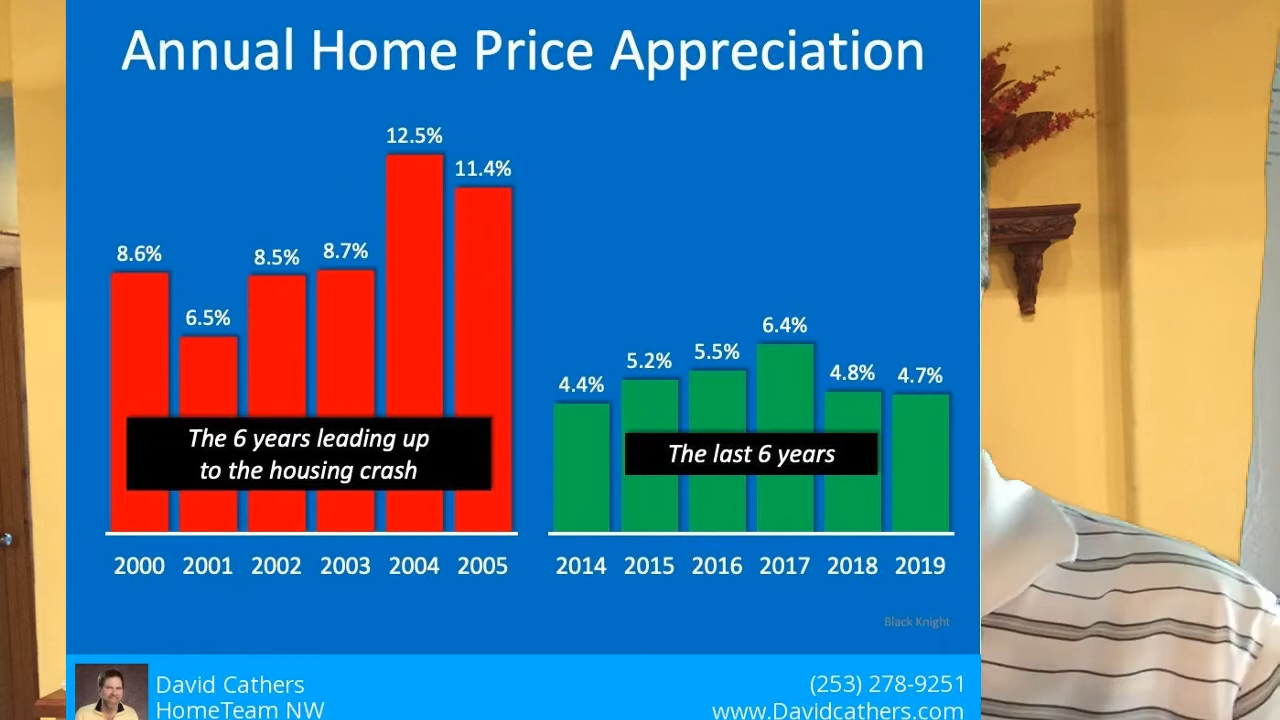 Annual Home Price Appreciation
8.6%
6.5%
8.5%
8.7%
12.5%
11.4%
The 6 years leading up
to the housing crash
2000 2001 2002 2003 2004 2005
4.4%
5.2%
5.5%
6.4%
4.8%
4.7%
The last 6 years
2014 2015 2016 2017 2018 2019
Black Knight
David Cathers
HomeTeam NW
(253) 278-9251
www.Davidcathers.com